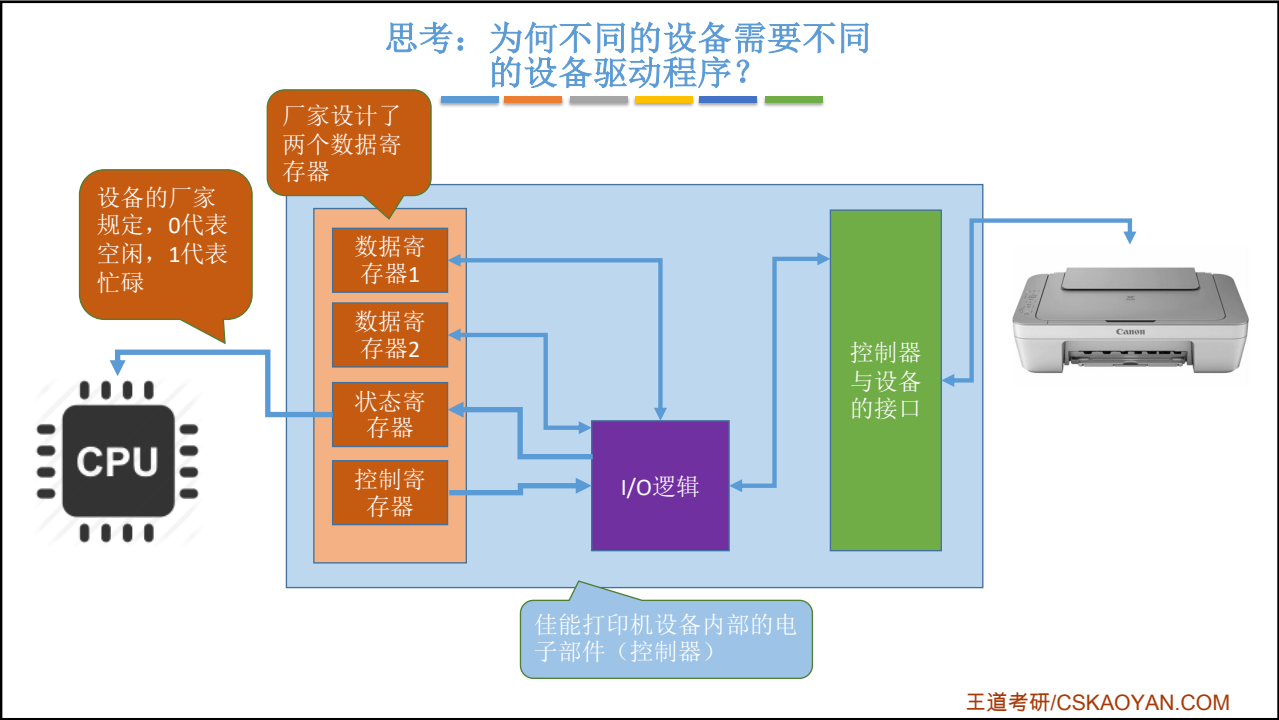 思考：为何不同的设备需要不同
的设备驱动程序？
厂家设计了
两个数据寄
存器
设备的厂家
规定，0代表
空闲，1代表
忙碌
数据寄
存器1
数据寄
存器2
状态寄
存器
控制寄
存器
CPU
I/O逻辑
控制器
与设备
的接口
Canon
佳能打印机设备内部的电
子部件（控制器）
王道考研/CSKAOYAN.COM